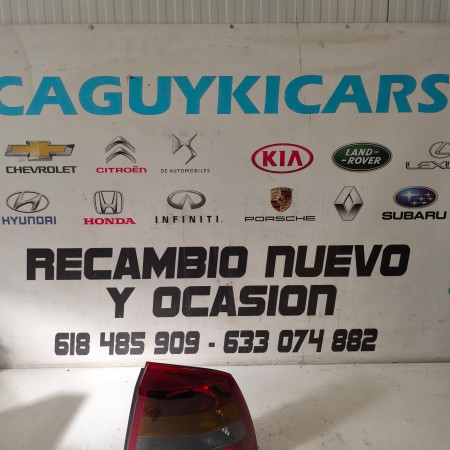 CAGUYKICARS
CHEVROLET CITROËN DS AUTOMOBILES KIA LAND ROVER LEXU
HYUNDAI HONDA INFINITI PORSCHE SUBARU
RECAMBIO NUEVO
Y OCASION
618 485 909 - 633 074 882